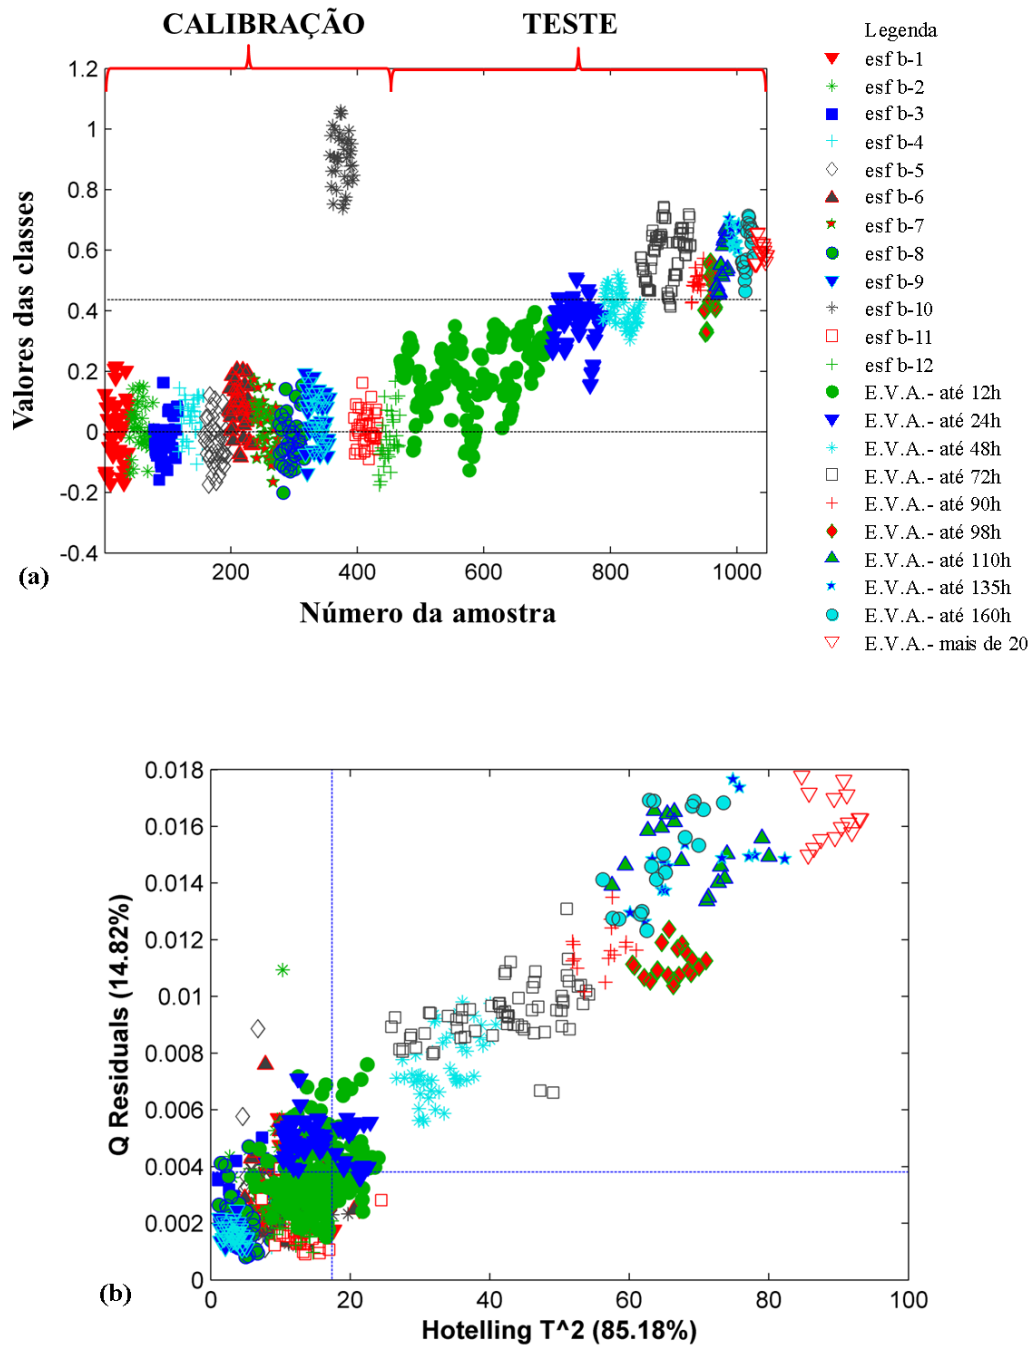 (a)
CALIBRAÇÃO
TESTE
1.2
1
0.8
0.6
0.4
0.2
0
-0.2
-0.4
200
400
600
800
1000
Valores das classes
Número da amostra
Legenda
esf b-1
esf b-2
esf b-3
esf b-4
esf b-5
esf b-6
esf b-7
esf b-8
esf b-9
esf b-10
esf b-11
esf b-12
E.V.A.- até 12h
E.V.A.- até 24h
E.V.A.- até 48h
E.V.A.- até 72h
E.V.A.- até 90h
E.V.A.- até 98h
E.V.A.- até 110h
E.V.A.- até 135h
E.V.A.- até 160h
E.V.A.- mais de 20
(b)
0.018
0.016
0.014
0.012
0.01
0.008
0.006
0.004
0.002
0
0
20
40
60
80
100
Q Residuals (14.82%)
Hotelling T^2 (85.18%)